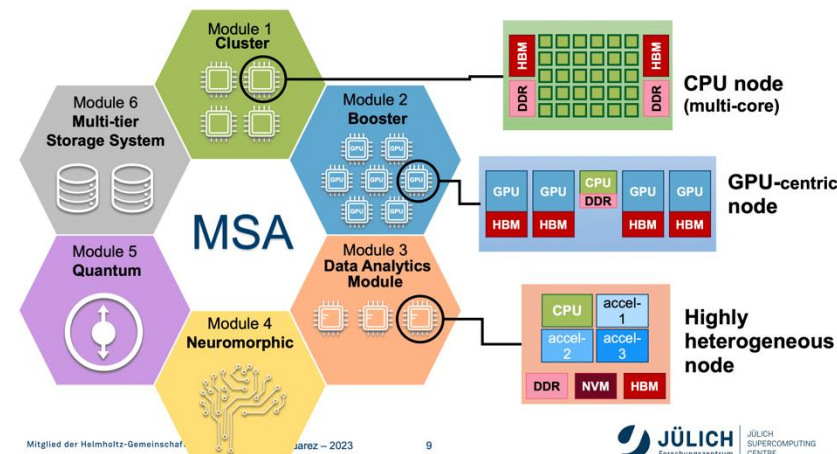 Module 1
Cluster
Module 6
Multi-tier
Storage System
Module 2
Booster
GPU GPU
GPU GPU GPU
GPU GPU
MSA
Module 5
Quantum
Module 3
Data Analytics
Module
Module 4
Neuromorphic
HBM
DDR
HBM
DDR
CPU node
(multi-core)
GPU GPU CPU GPU GPU
DDR
HBM HBM HBM HBM
GPU-centric
node
CPU accel-
1
accel-
2
accel-
3
DDR NVM HBM
Highly
heterogeneous
node
Mitglied der Helmholtz-Gemeinschaf
uarez – 2023
9
JÜLICH
Forschungszentrum
JÜLICH
SUPERCOMPUTING
CENTRE